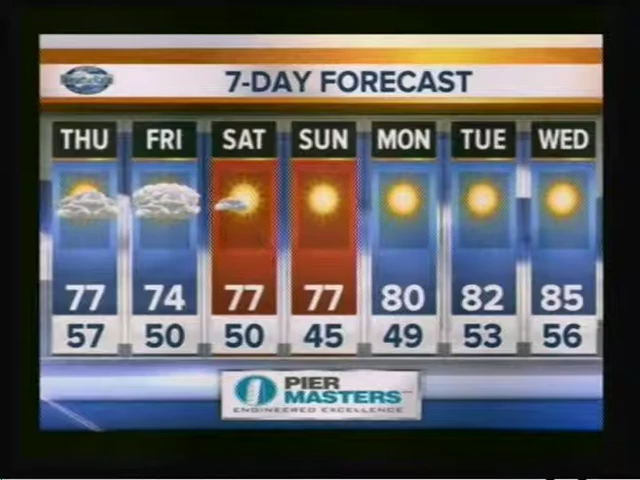 7-DAY FORECAST
THU FRI SAT SUN MON TUE WED
77 74 77 77 80 82 85
57 50 50 45 49 53 56
PIER
MASTERS
ENGINEERED EXCELLENCE